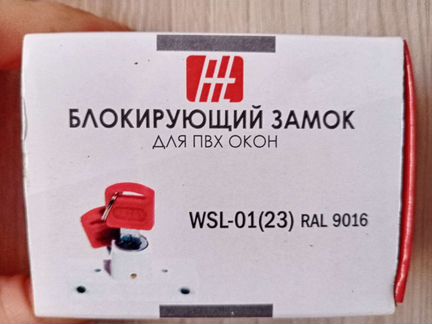 БЛОКИРУЮЩИЙ ЗАМОК
ДЛЯ ПВХ ОКОН
WSL-01(23) RAL 9016